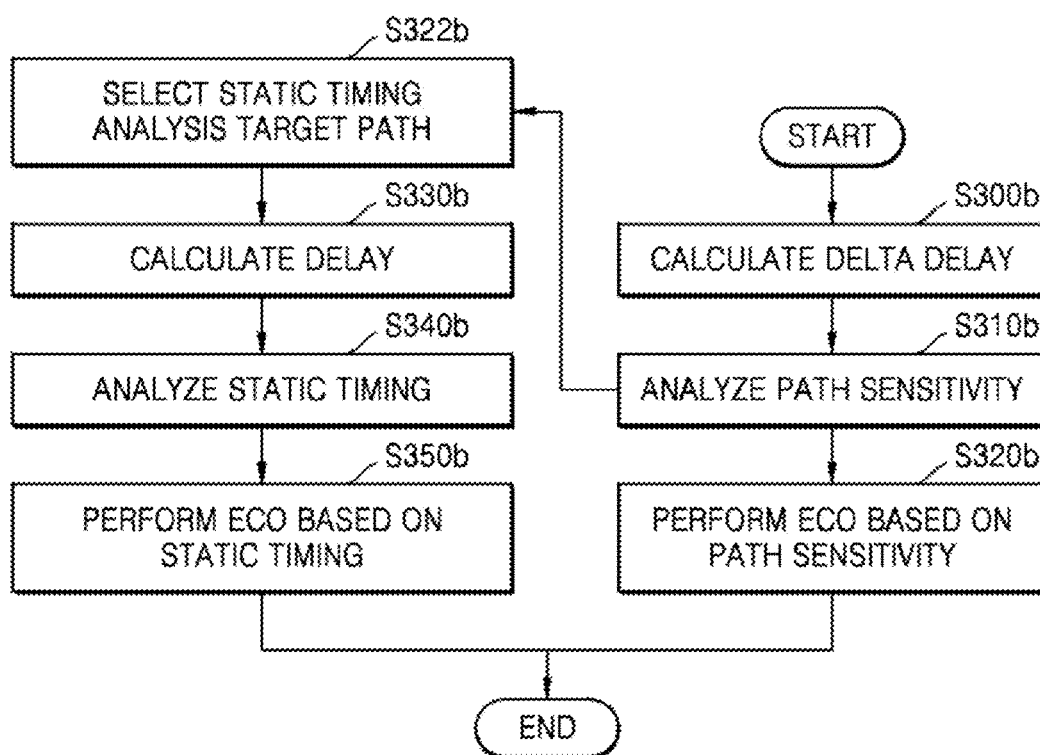 S322b
SELECT STATIC TIMING
ANALYSIS TARGET PATH
START
S330b
CALCULATE DELAY
S300b
CALCULATE DELTA DELAY
S340b
ANALYZE STATIC TIMING
S310b
ANALYZE PATH SENSITIVITY
S350b
PERFORM ECO BASED ON
STATIC TIMING
S320b
PERFORM ECO BASED ON
PATH SENSITIVITY
END